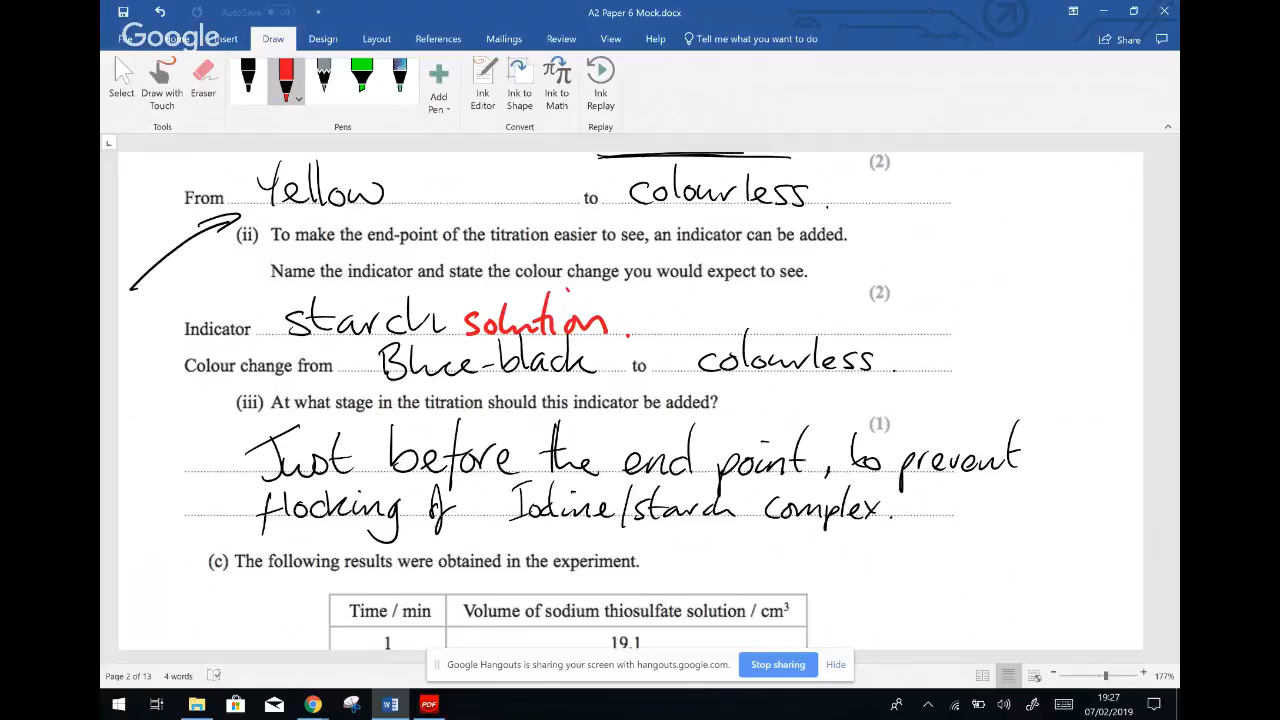 AutoSave Off
A2 Paper 6 Mock.docx
Google
Insert Draw Design Layout References Mailings Review View Help Tell me what you want to do Share
Select Draw with Touch Eraser Add Pen Ink Editor Ink to Shape Ink to Math Ink Replay
Tools Pens Convert Replay
(2)
From Yellow to colourless.
(ii) To make the end-point of the titration easier to see, an indicator can be added.
Name the indicator and state the colour change you would expect to see.
(2)
Indicator starch solution.
Colour change from Blue-black to colourless.
(iii) At what stage in the titration should this indicator be added?
(1)
Just before the end point, to prevent
flocking of Iodine/starch complex.
(c) The following results were obtained in the experiment.
Time / min Volume of sodium thiosulfate solution / cm³
1 19.1
Google Hangouts is sharing your screen with hangouts.google.com. Stop sharing Hide
Page 2 of 13 4 words 177%
PDF
19:27
07/02/2019